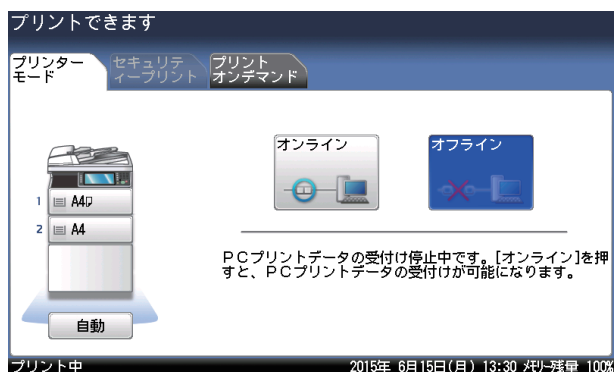 プリントできます
プリンター
モード
セキュリテ
ィープリント
プリント
オンデマンド
オンライン
オフライン
1 A4
2 A4
PCプリントデータの受付け停止中です。[オンライン]を押
すと、PCプリントデータの受付けが可能になります。
自動
プリント中
2015年 6月15日(月) 13:30 メモリー残量 100%